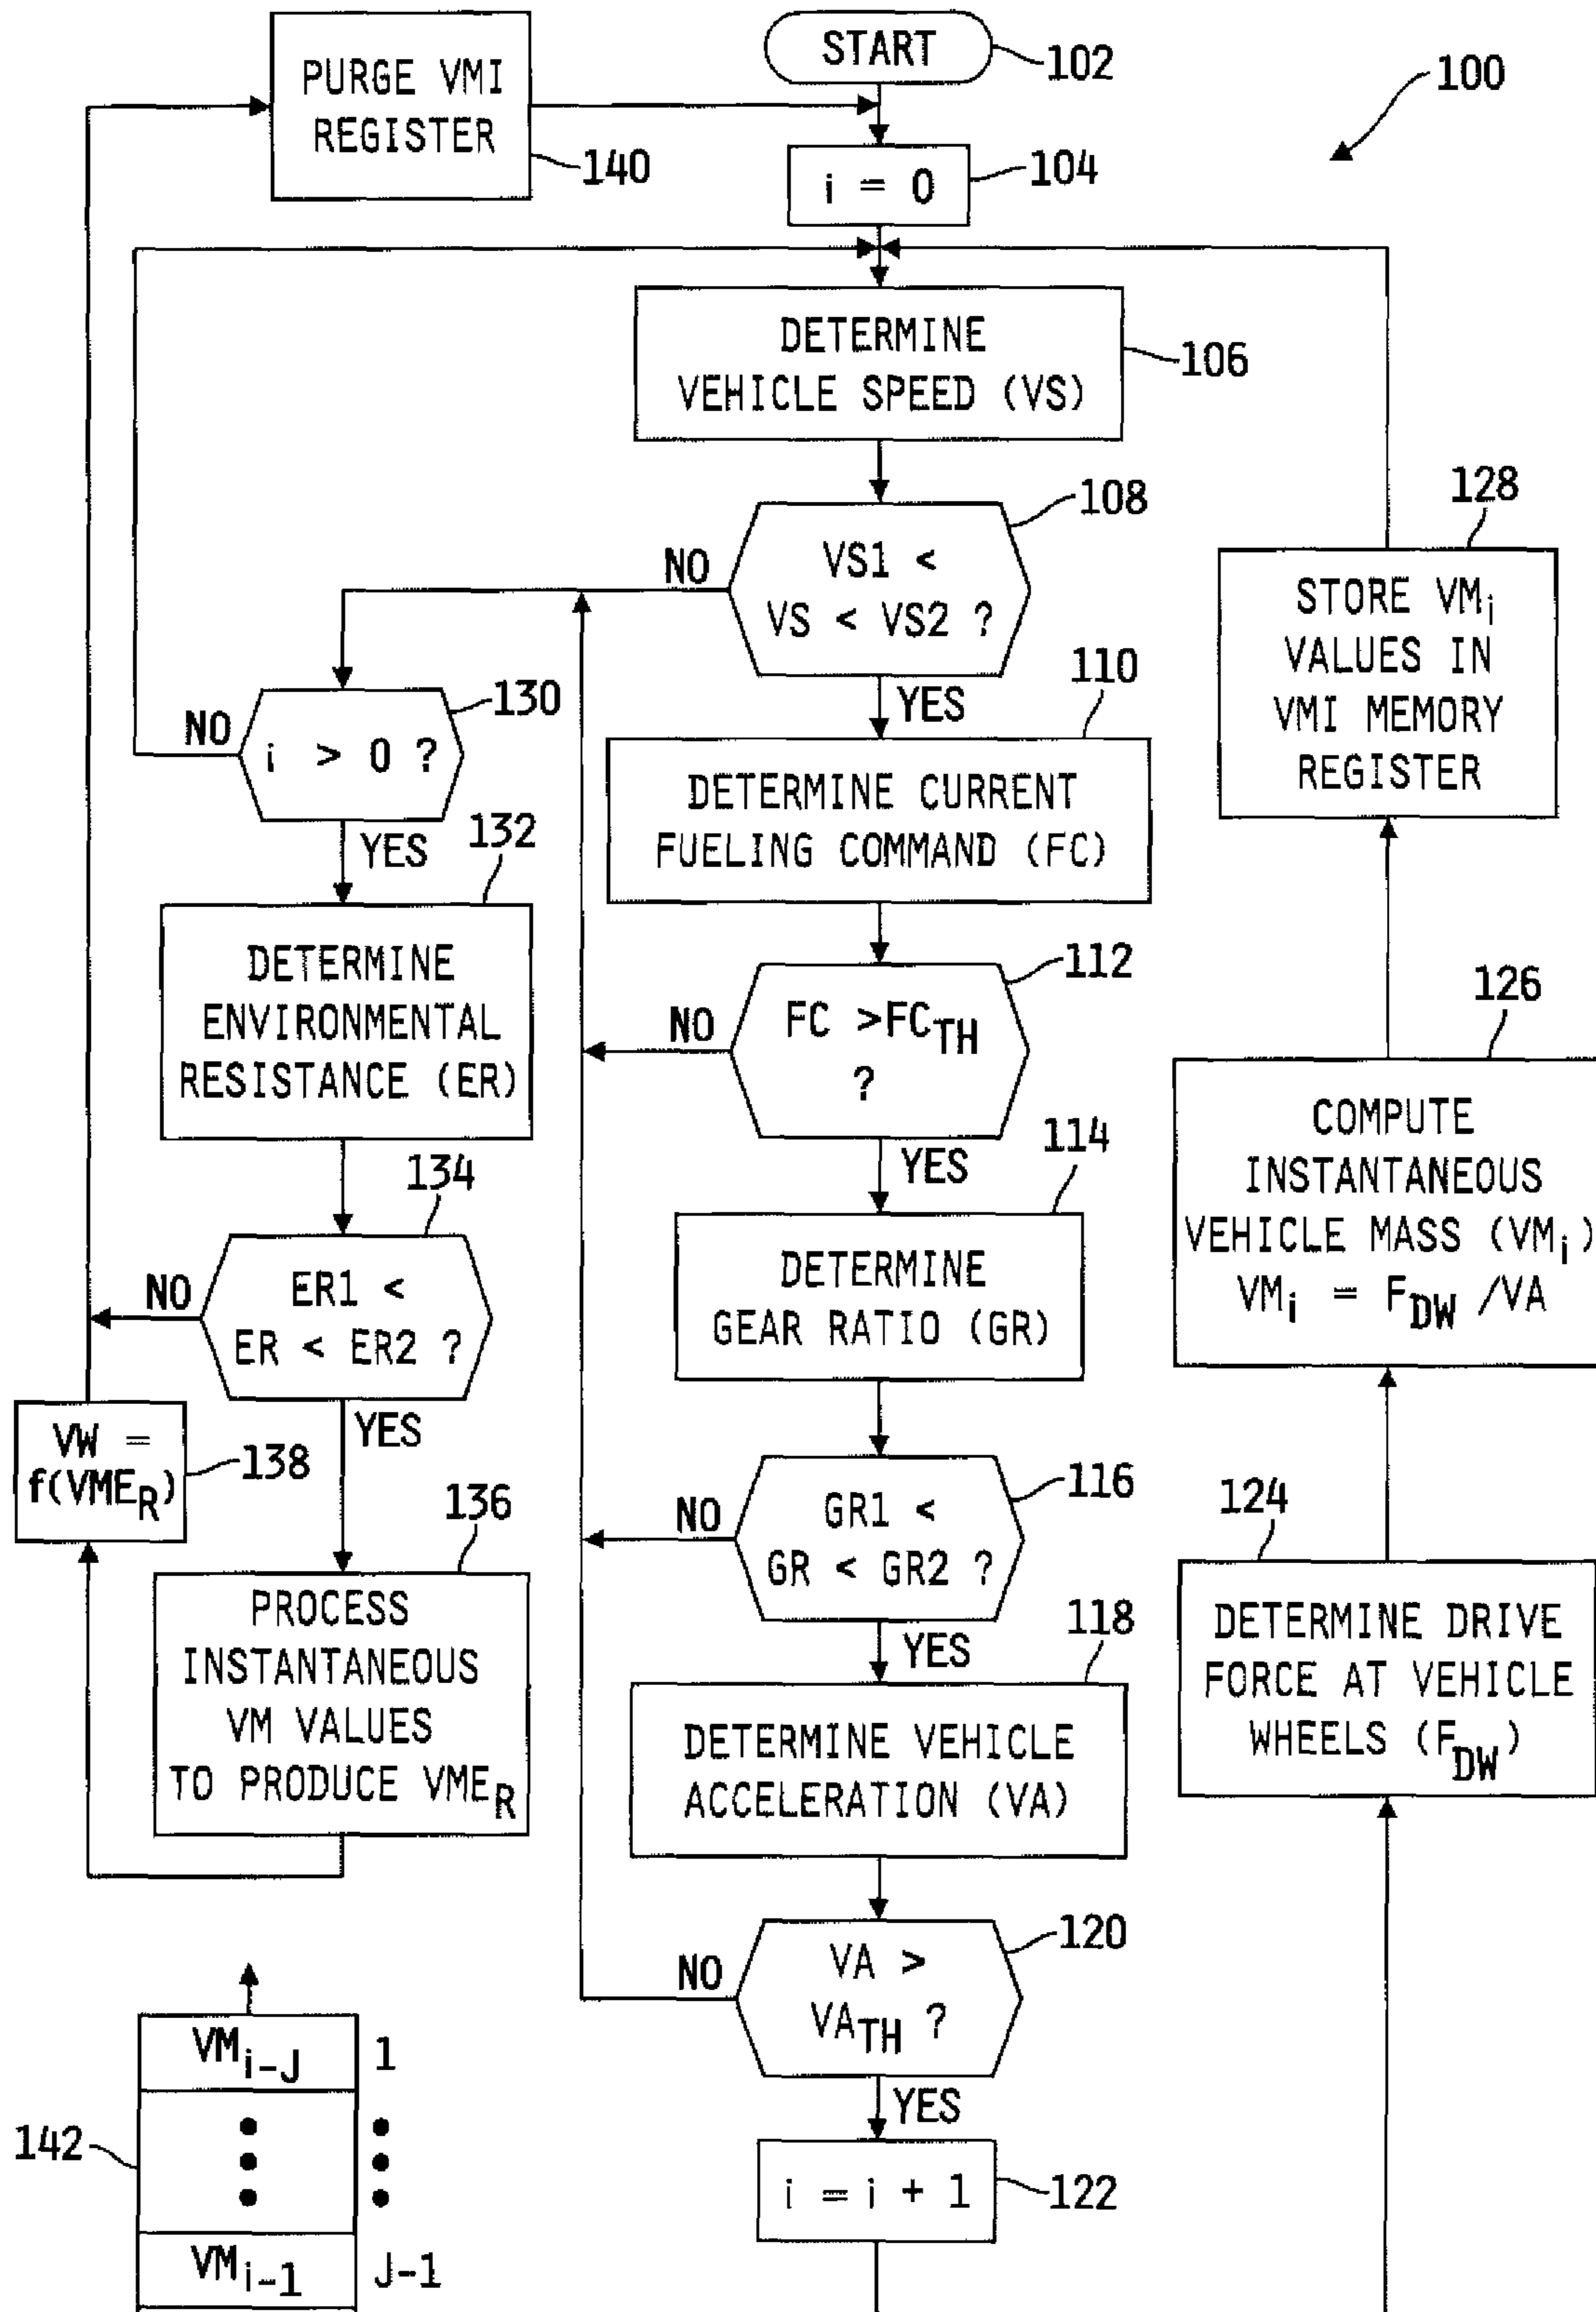 START
102
100
PURGE VMI
REGISTER
140
i = 0
104
DETERMINE
VEHICLE SPEED (VS)
106
VS1 <
VS < VS2 ?
108
NO
YES
DETERMINE CURRENT
FUELING COMMAND (FC)
110
FC >FCTH
?
112
NO
YES
DETERMINE
GEAR RATIO (GR)
114
GR1 <
GR < GR2 ?
116
NO
YES
DETERMINE VEHICLE
ACCELERATION (VA)
118
VA >
VATH ?
120
NO
YES
i = i + 1
122
124
DETERMINE DRIVE
FORCE AT VEHICLE
WHEELS (FDW)
126
COMPUTE
INSTANTANEOUS
VEHICLE MASS (VMi)
VMi = FDW /VA
128
STORE VMi
VALUES IN
VMI MEMORY
REGISTER
130
i > 0 ?
NO
YES
132
DETERMINE
ENVIRONMENTAL
RESISTANCE (ER)
134
ER1 <
ER < ER2 ?
NO
YES
136
PROCESS
INSTANTANEOUS
VM VALUES
TO PRODUCE VMER
VW =
f(VMER)
138
142
VMi-J 1
VMi-1 J-1